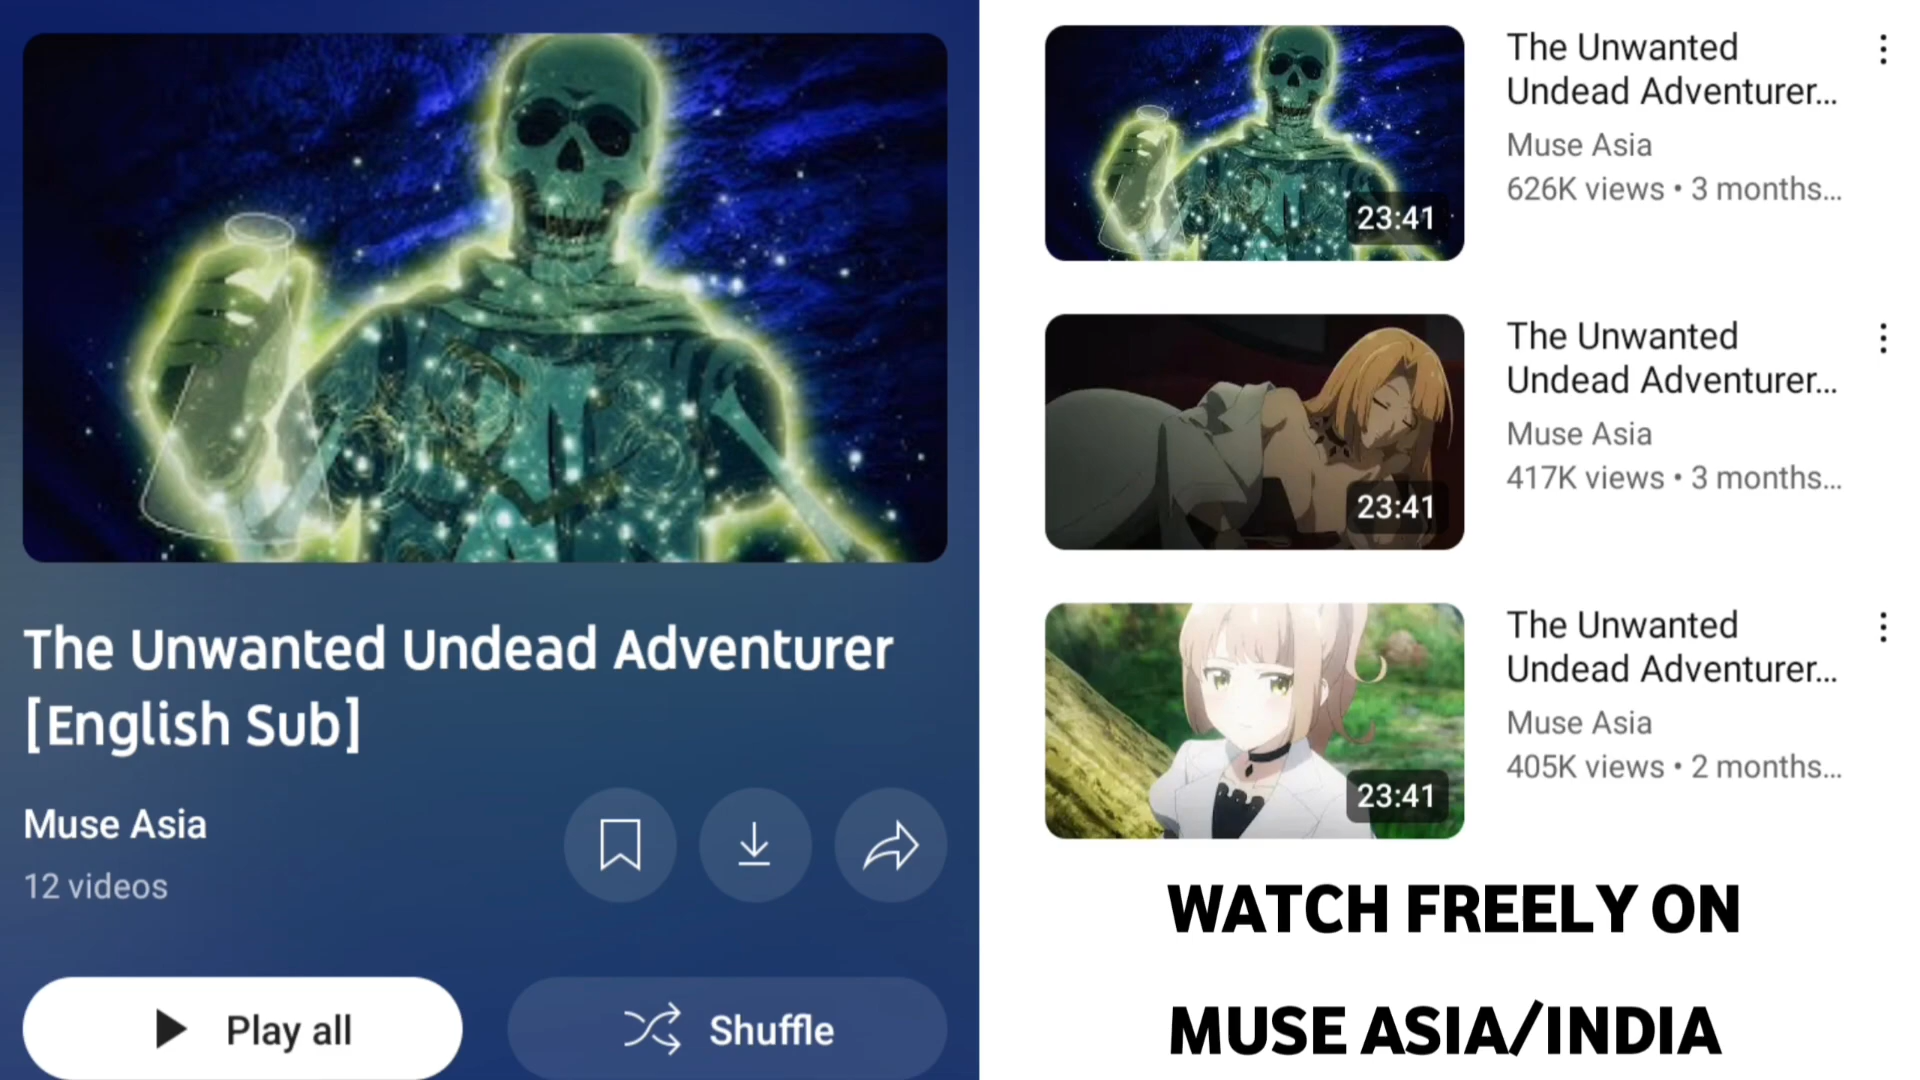 The Unwanted Undead Adventurer
[English Sub]
Muse Asia
12 videos
Play all
Shuffle
The Unwanted
Undead Adventurer...
Muse Asia
626K views • 3 months...
23:41
The Unwanted
Undead Adventurer...
Muse Asia
417K views • 3 months...
23:41
The Unwanted
Undead Adventurer...
Muse Asia
405K views • 2 months...
23:41
WATCH FREELY ON
MUSE ASIA/INDIA